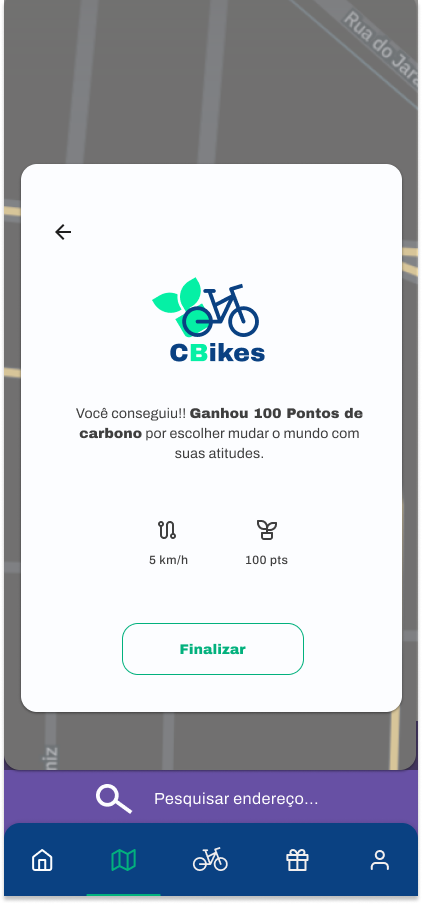 Rua do Jara
CBikes
Você conseguiu!! Ganhou 100 Pontos de
carbono por escolher mudar o mundo com
suas atitudes.
5 km/h 100 pts
Finalizar
niz
Pesquisar endereço...